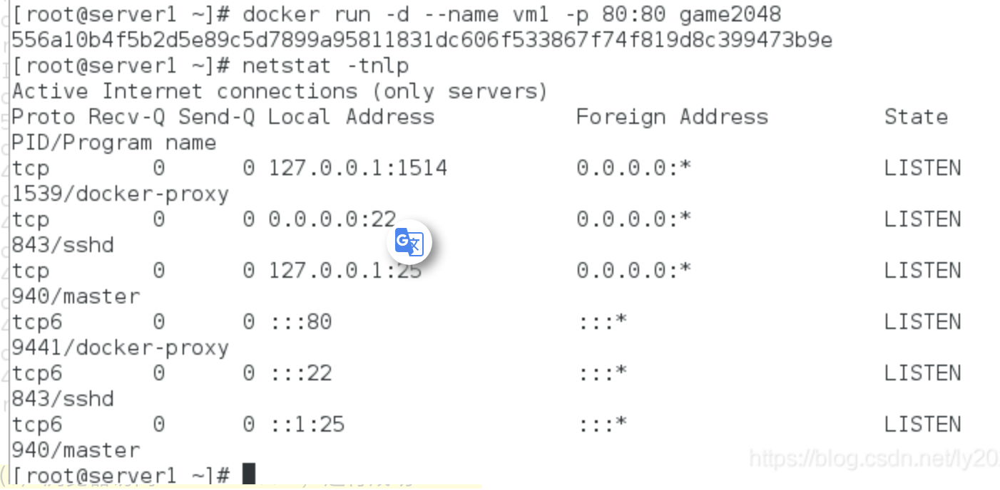 [root@server1 ~]# docker run -d --name vm1 -p 80:80 game2048
556a10b4f5b2d5e89c5d7899a95811831dc606f533867f74f819d8c399473b9e
[root@server1 ~]# netstat -tnlp
Active Internet connections (only servers)
Proto Recv-Q Send-Q Local Address           Foreign Address         State
PID/Program name
tcp        0      0 127.0.0.1:1514          0.0.0.0:*               LISTEN
1539/docker-proxy
tcp        0      0 0.0.0.0:22              0.0.0.0:*               LISTEN
843/sshd
tcp        0      0 127.0.0.1:25            0.0.0.0:*               LISTEN
940/master
tcp6       0      0 :::80                   :::*                    LISTEN
9441/docker-proxy
tcp6       0      0 :::22                   :::*                    LISTEN
843/sshd
tcp6       0      0 ::1:25                  :::*                    LISTEN
940/master
https://blog.csdn.net/ly20
[root@server1 ~]#